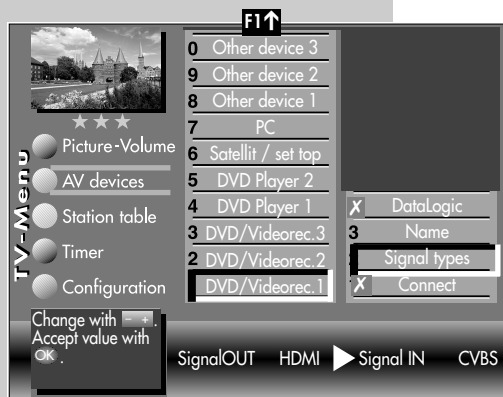 F1↑
0 Other device 3
9 Other device 2
8 Other device 1
7 PC
6 Satellit / set top
5 DVD Player 2
4 DVD Player 1
3 DVD/Videorec.3
2 DVD/Videorec.2
DVD/Videorec.1
TV-Menu
Picture-Volume
AV devices
Station table
Timer
Configuration
✗ DataLogic
3 Name
Signal types
✗ Connect
Change with - + .
Accept value with
OK .
SignalOUT HDMI ▶ Signal IN CVBS